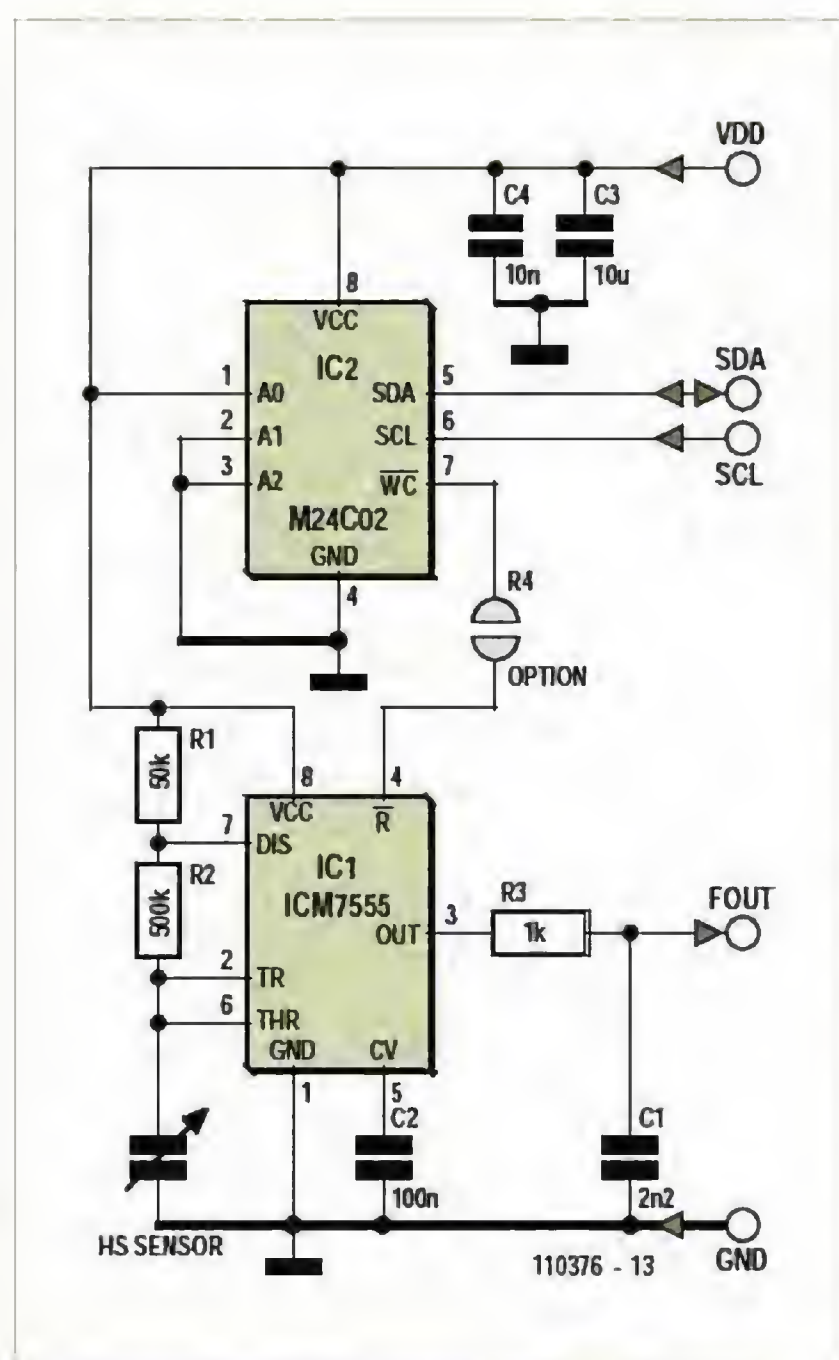 VDD
C4
C3
10n
10u
8
VCC
IC2
SDA
1
A0
SDA
5
2
A1
SCL
6
SCL
3
A2
WC
7
M24C02
GND
4
R4
OPTION
R1
50k
8
4
VCC
R
7
DIS
IC1
ICM7555
R2
500k
R3
1k
FOUT
OUT
3
2
TR
6
THR
GND
CV
1
5
C2
100n
C1
2n2
HS SENSOR
110376 - 13
GND